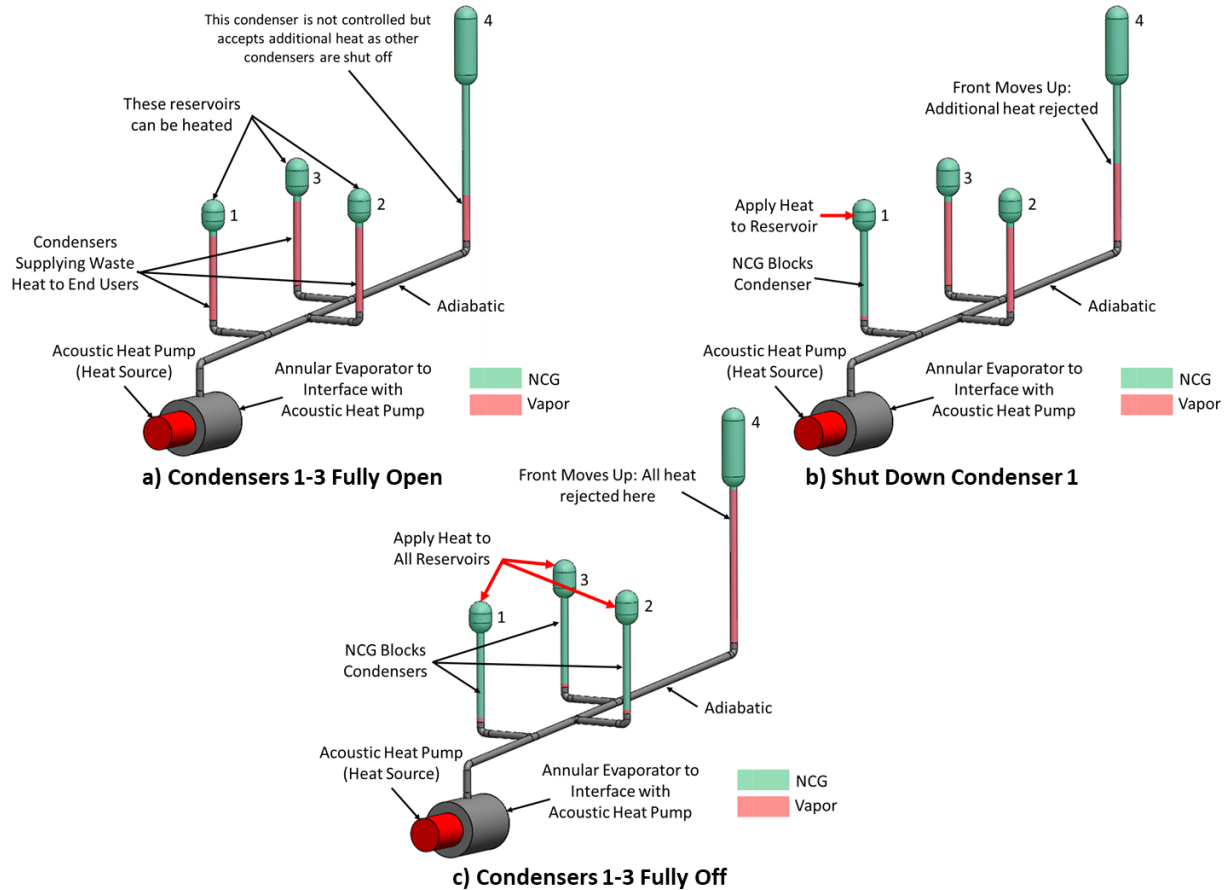 This condenser is not controlled but
accepts additional heat as other
condensers are shut off
4
These reservoirs
can be heated
3
2
1
Condensers
Supplying Waste
Heat to End Users
Adiabatic
Acoustic Heat Pump
(Heat Source)
Annular Evaporator to
Interface with
Acoustic Heat Pump
NCG
Vapor
a) Condensers 1-3 Fully Open
4
Front Moves Up:
Additional heat rejected
3
2
1
Apply Heat
to Reservoir
NCG Blocks
Condenser
Adiabatic
Acoustic Heat Pump
(Heat Source)
Annular Evaporator to
Interface with
Acoustic Heat Pump
NCG
Vapor
b) Shut Down Condenser 1
4
Front Moves Up: All heat
rejected here
Apply Heat to
All Reservoirs
3
2
1
NCG Blocks
Condensers
Adiabatic
Acoustic Heat Pump
(Heat Source)
Annular Evaporator to
Interface with
Acoustic Heat Pump
NCG
Vapor
c) Condensers 1-3 Fully Off